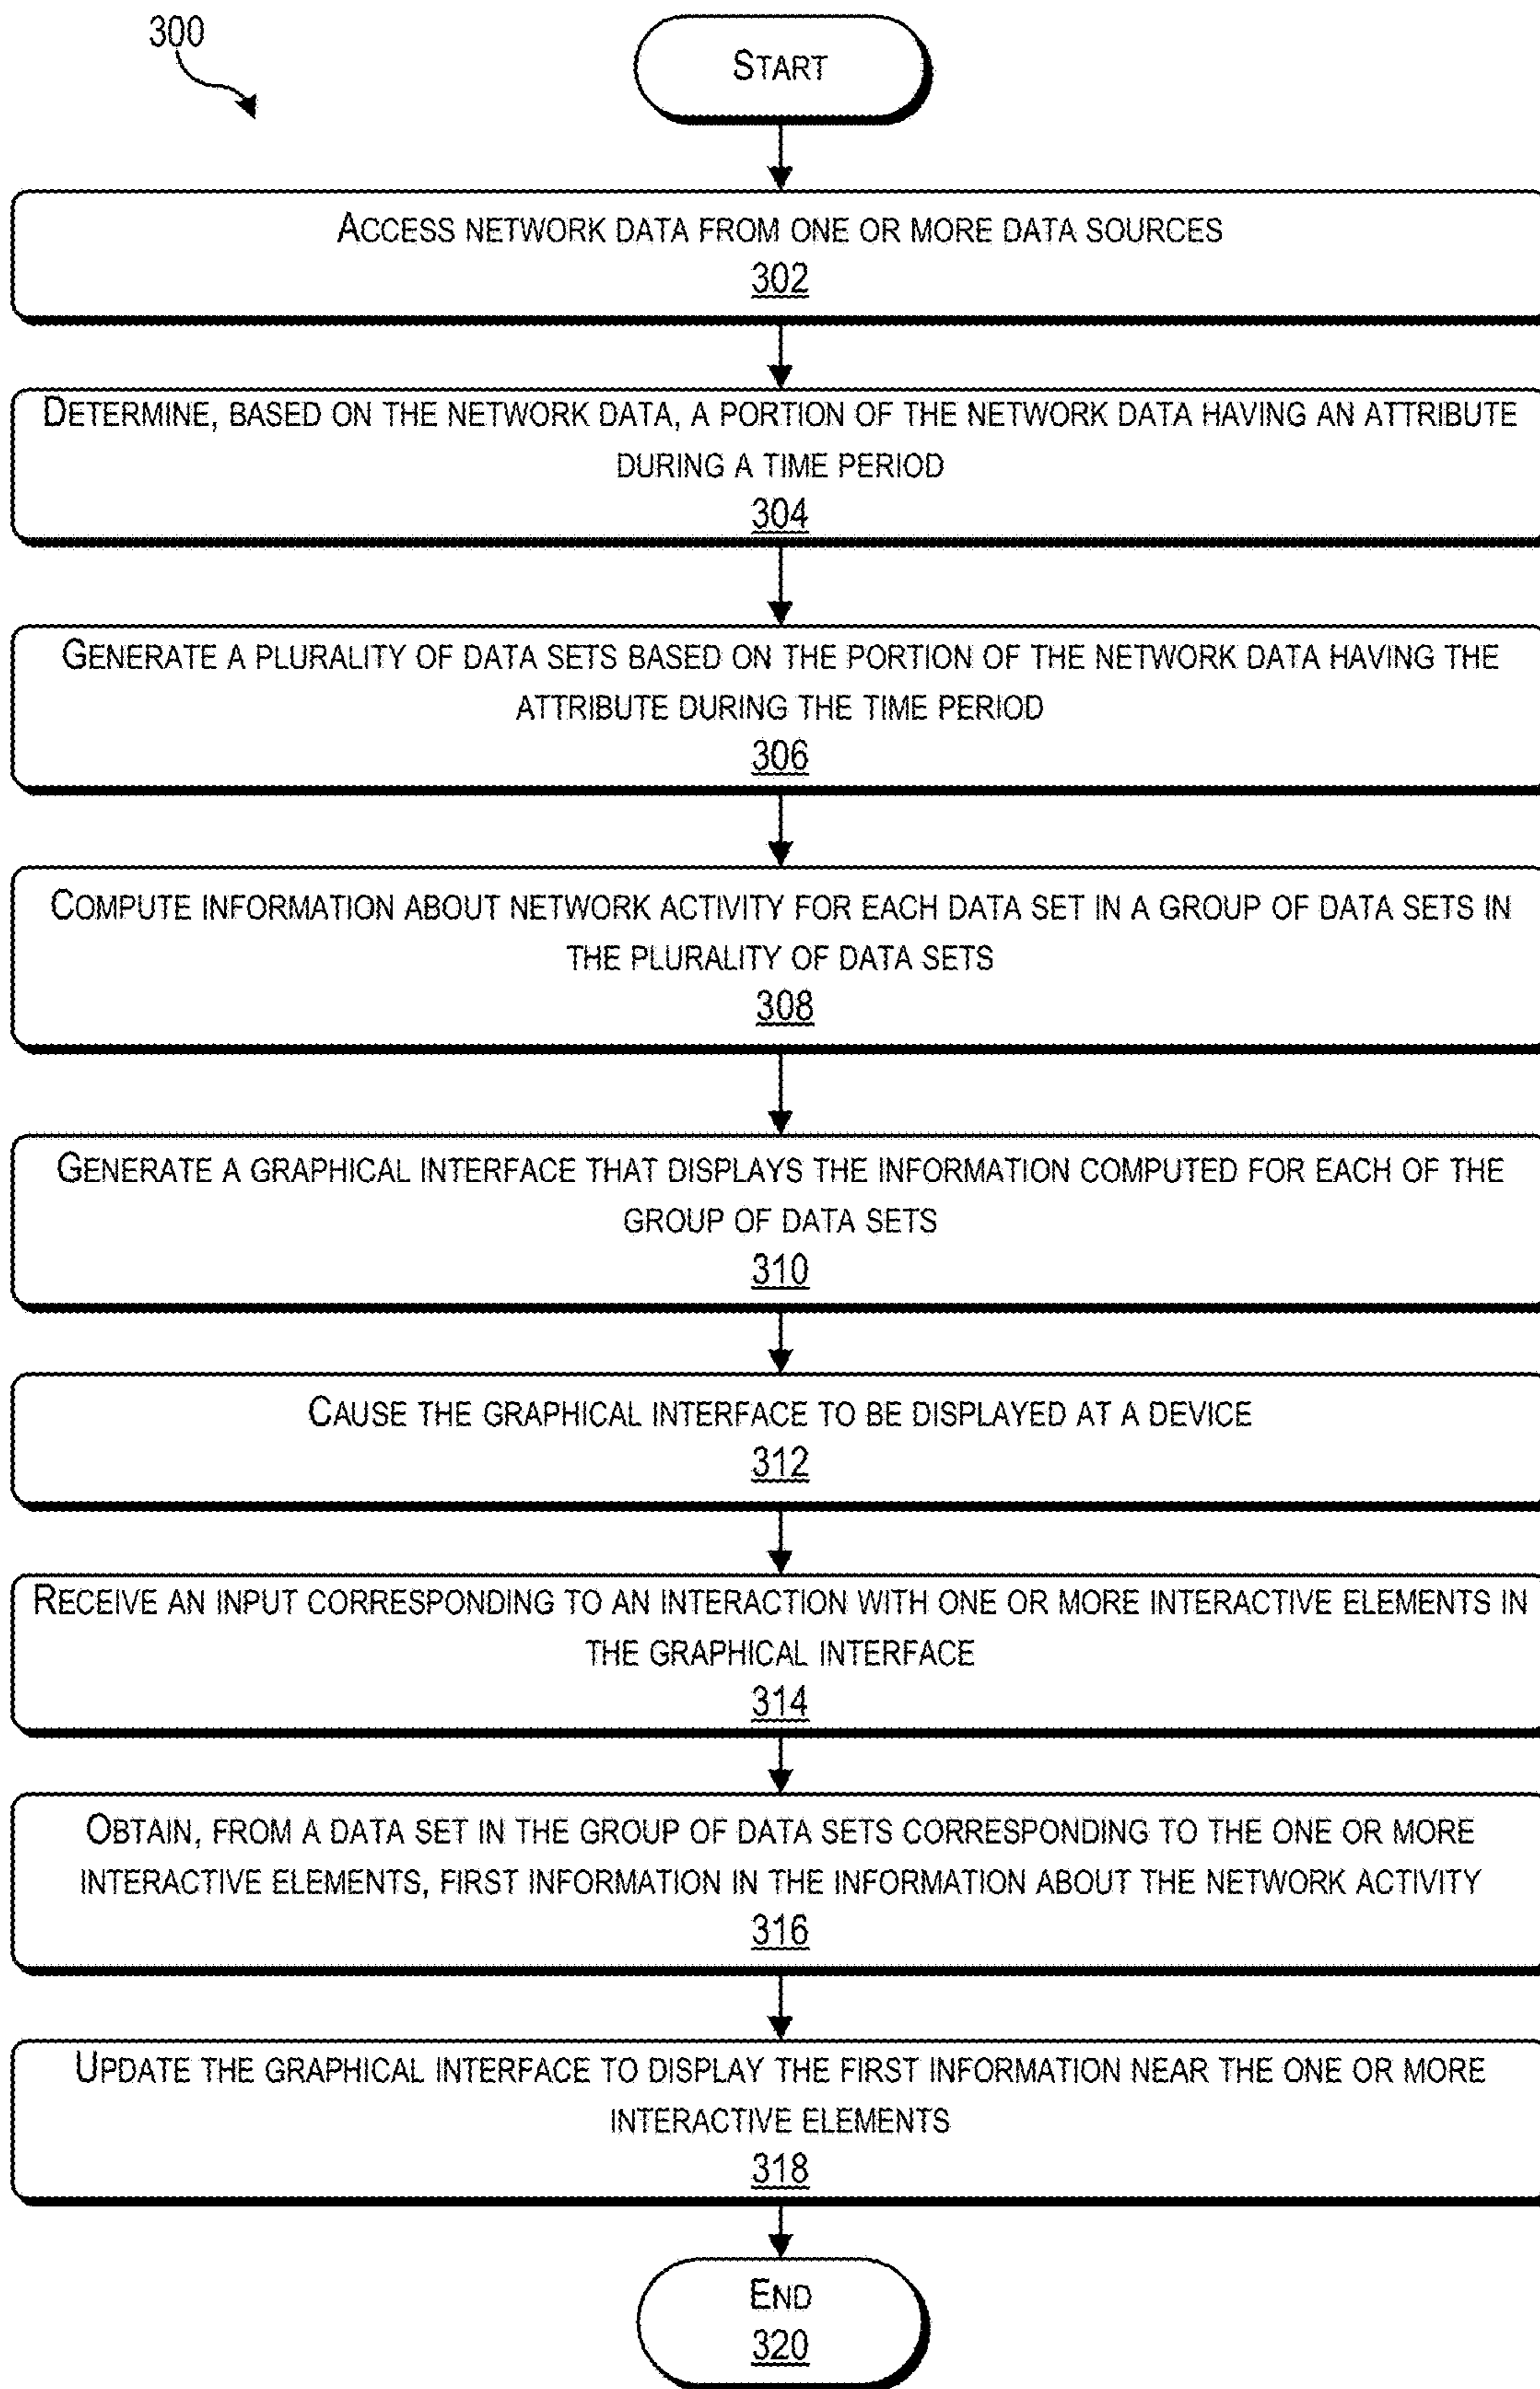 300
START
ACCESS NETWORK DATA FROM ONE OR MORE DATA SOURCES
302
DETERMINE, BASED ON THE NETWORK DATA, A PORTION OF THE NETWORK DATA HAVING AN ATTRIBUTE
DURING A TIME PERIOD
304
GENERATE A PLURALITY OF DATA SETS BASED ON THE PORTION OF THE NETWORK DATA HAVING THE
ATTRIBUTE DURING THE TIME PERIOD
306
COMPUTE INFORMATION ABOUT NETWORK ACTIVITY FOR EACH DATA SET IN A GROUP OF DATA SETS IN
THE PLURALITY OF DATA SETS
308
GENERATE A GRAPHICAL INTERFACE THAT DISPLAYS THE INFORMATION COMPUTED FOR EACH OF THE
GROUP OF DATA SETS
310
CAUSE THE GRAPHICAL INTERFACE TO BE DISPLAYED AT A DEVICE
312
RECEIVE AN INPUT CORRESPONDING TO AN INTERACTION WITH ONE OR MORE INTERACTIVE ELEMENTS IN
THE GRAPHICAL INTERFACE
314
OBTAIN, FROM A DATA SET IN THE GROUP OF DATA SETS CORRESPONDING TO THE ONE OR MORE
INTERACTIVE ELEMENTS, FIRST INFORMATION IN THE INFORMATION ABOUT THE NETWORK ACTIVITY
316
UPDATE THE GRAPHICAL INTERFACE TO DISPLAY THE FIRST INFORMATION NEAR THE ONE OR MORE
INTERACTIVE ELEMENTS
318
END
320